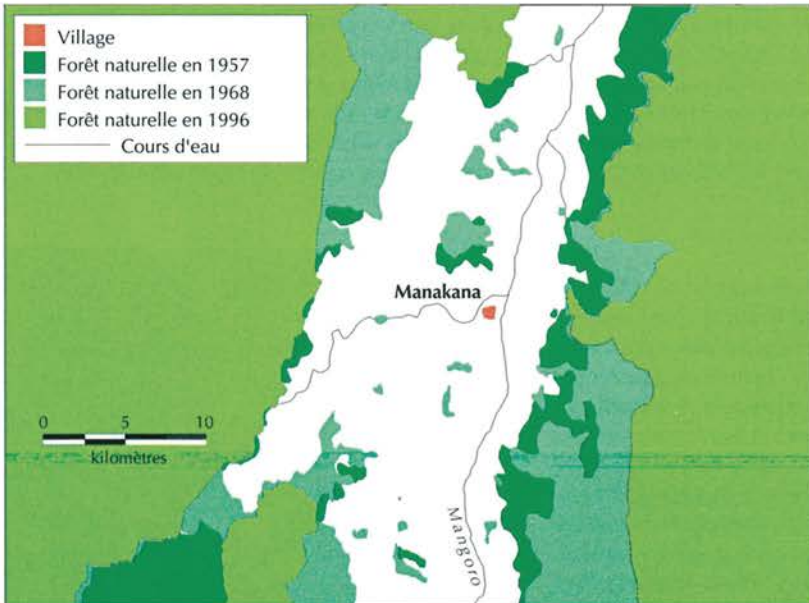 Village
Forêt naturelle en 1957
Forêt naturelle en 1968
Forêt naturelle en 1996
Cours d'eau
Manakana
0 5 10
kilomètres
Mangoro